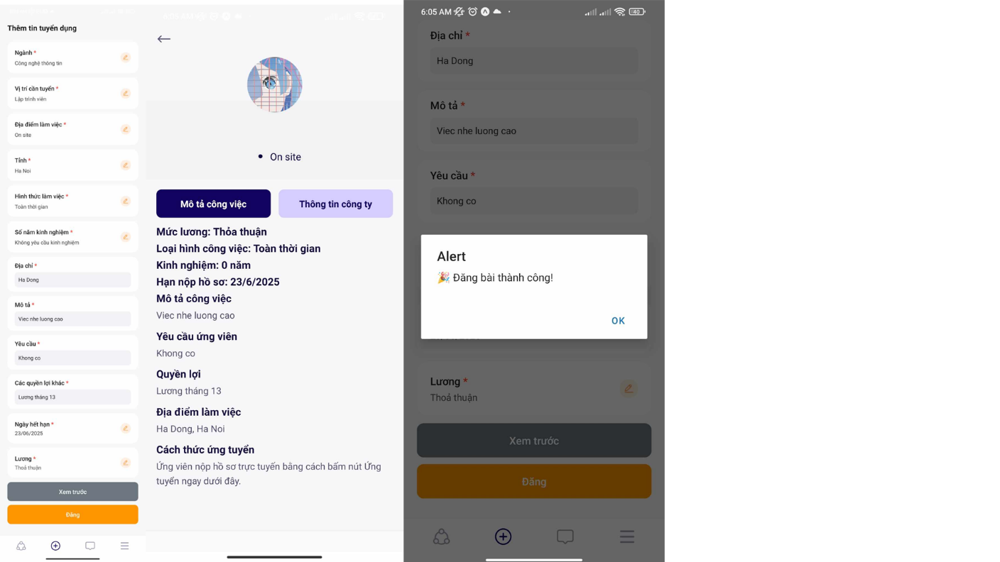 Thêm tin tuyển dụng
Ngành *
Công nghệ thông tin
Vị trí cần tuyển *
Lập trình viên
Địa điểm làm việc *
On site
Tỉnh *
Ha Noi
Hình thức làm việc *
Toàn thời gian
Số năm kinh nghiệm *
Không yêu cầu kinh nghiệm
Địa chỉ *
Ha Dong
Mô tả *
Viec nhe luong cao
Yêu cầu *
Khong co
Các quyền lợi khác *
Lương tháng 13
Ngày hết hạn *
23/06/2025
Lương *
Thoả thuận
Xem trước
Đăng
• On site
Mô tả công việc
Thông tin công ty
Mức lương: Thỏa thuận
Loại hình công việc: Toàn thời gian
Kinh nghiệm: 0 năm
Hạn nộp hồ sơ: 23/6/2025
Mô tả công việc
Viec nhe luong cao
Yêu cầu ứng viên
Khong co
Quyền lợi
Lương tháng 13
Địa điểm làm việc
Ha Dong, Ha Noi
Cách thức ứng tuyển
Ứng viên nộp hồ sơ trực tuyến bằng cách bấm nút Ứng
tuyển ngay dưới đây.
6:05 AM
40
Địa chỉ *
Ha Dong
Mô tả *
Viec nhe luong cao
Yêu cầu *
Khong co
Alert
🎉 Đăng bài thành công!
OK
Lương *
Thoả thuận
Xem trước
Đăng